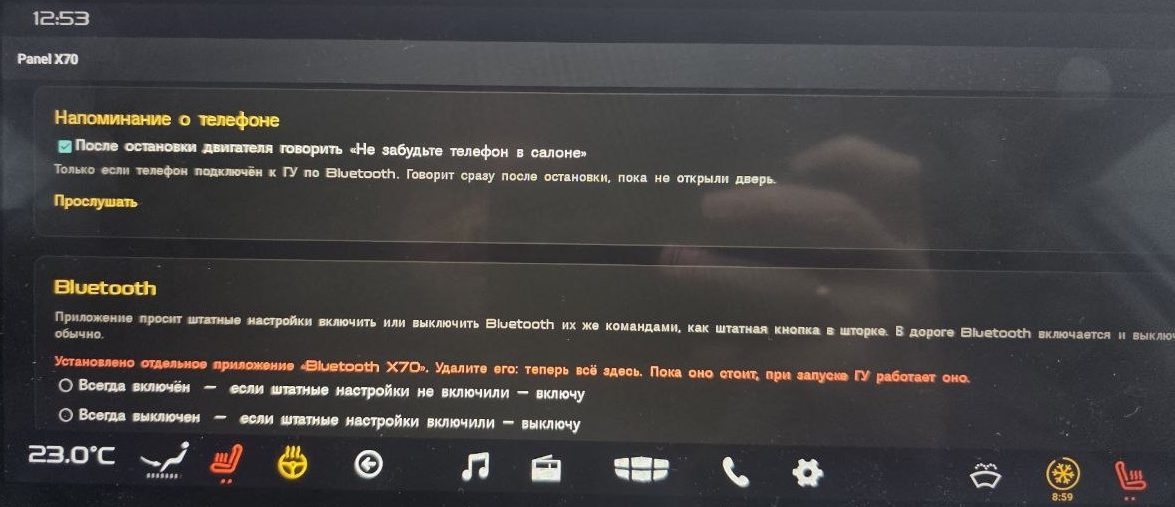 12:53
Panel X70
Напоминание о телефоне
После остановки двигателя говорить «Не забудьте телефон в салоне»
Только если телефон подключён к ГУ по Bluetooth. Говорит сразу после остановки, пока не открыли дверь.
Прослушать
Bluetooth
Приложение просит штатные настройки включить или выключить Bluetooth их же командами, как штатная кнопка в шторке. В дороге Bluetooth включается и
обычно.
Установлено отдельное приложение «Bluetooth X70». Удалите его: теперь всё здесь. Пока оно стоит, при запуске ГУ работает оно.
Всегда включён — если штатные настройки не включили — включу
Всегда выключен — если штатные настройки включили — выключу
23.0°C
8:59